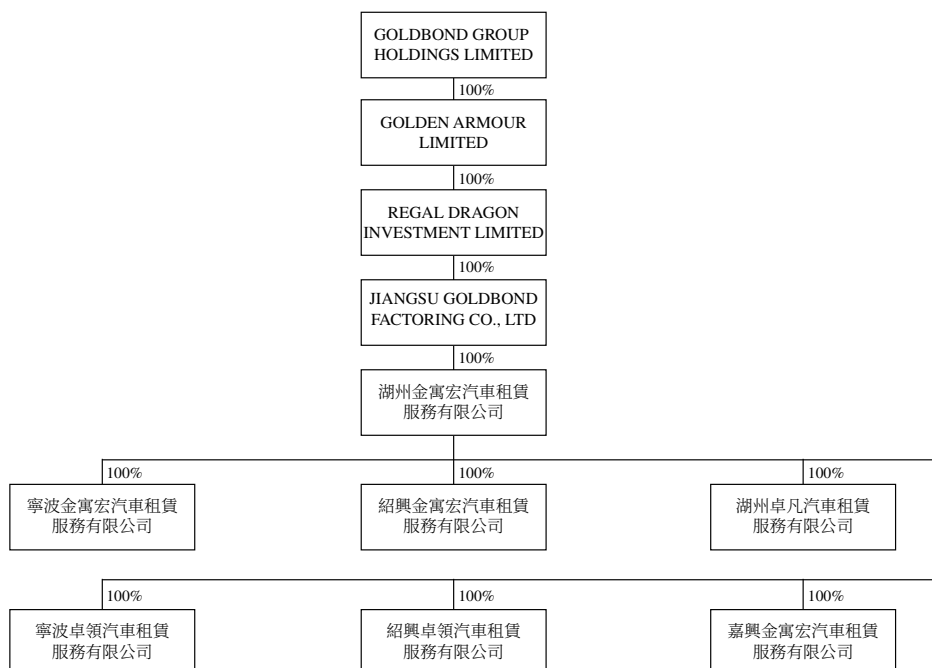 GOLDBOND GROUP
HOLDINGS LIMITED
100%
GOLDEN ARMOUR
LIMITED
100%
REGAL DRAGON
INVESTMENT LIMITED
100%
JIANGSU GOLDBOND
FACTORING CO., LTD
100%
湖州金寓宏汽車租賃
服務有限公司
100%
100%
100%
寧波金寓宏汽車租賃
服務有限公司
紹興金寓宏汽車租賃
服務有限公司
湖州卓凡汽車租賃
服務有限公司
100%
100%
100%
寧波卓領汽車租賃
服務有限公司
紹興卓領汽車租賃
服務有限公司
嘉興金寓宏汽車租賃
服務有限公司